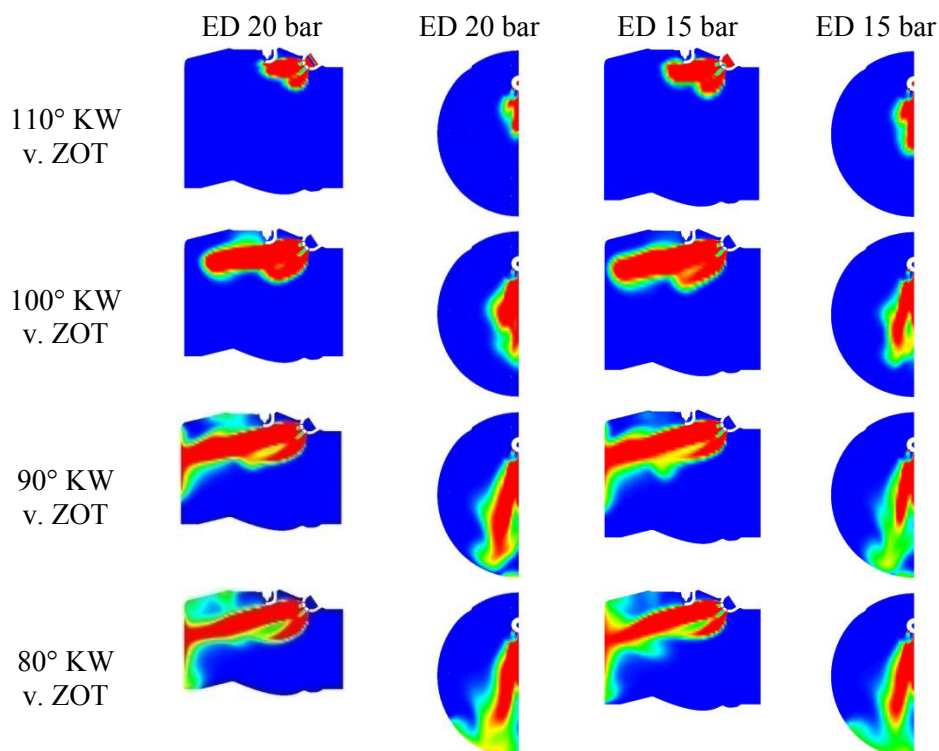 ED 20 bar ED 20 bar ED 15 bar ED 15 bar
110° KW
v. ZOT
100° KW
v. ZOT
90° KW
v. ZOT
80° KW
v. ZOT